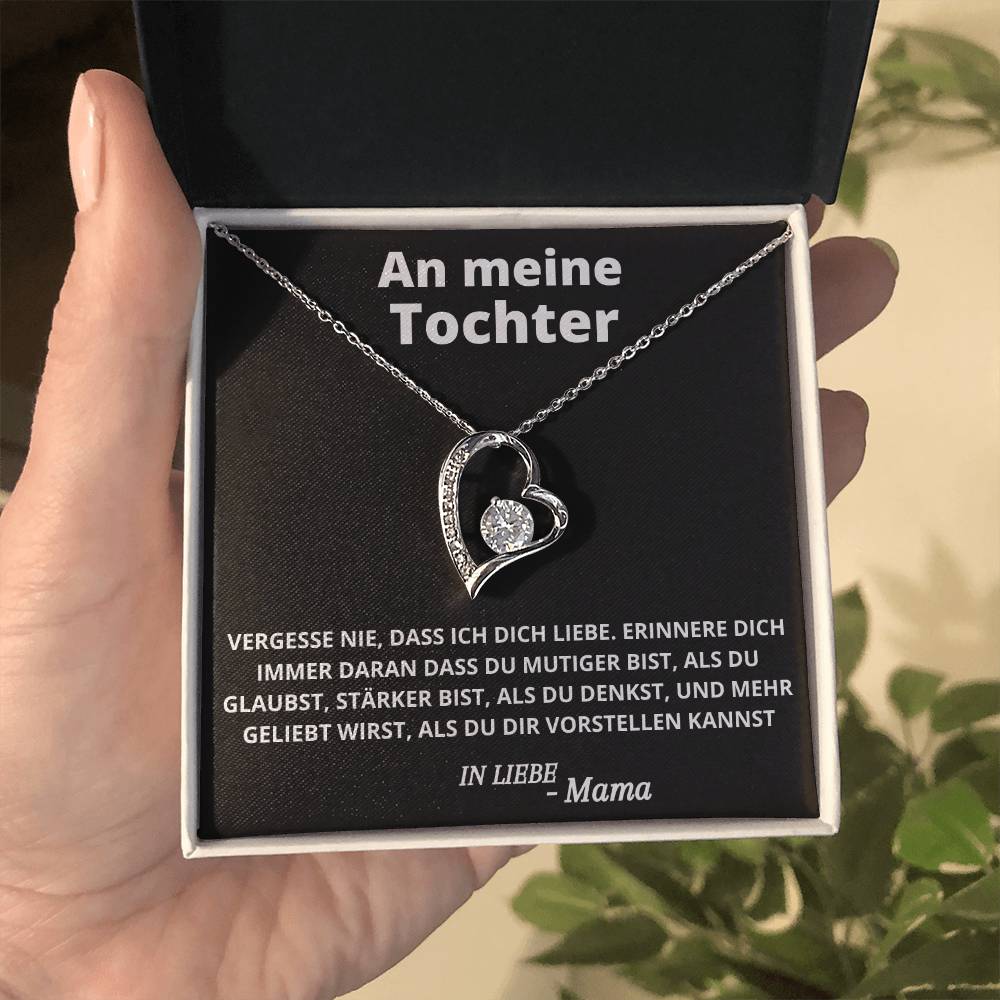 An meine
Tochter
VERGESSE NIE, DASS ICH DICH LIEBE. ERINNERE DICH
IMMER DARAN DASS DU MUTIGER BIST, ALS DU
GLAUBST, STÄRKER BIST, ALS DU DENKST, UND MEHR
GELIEBT WIRST, ALS DU DIR VORSTELLEN KANNST
IN LIEBE
- Mama